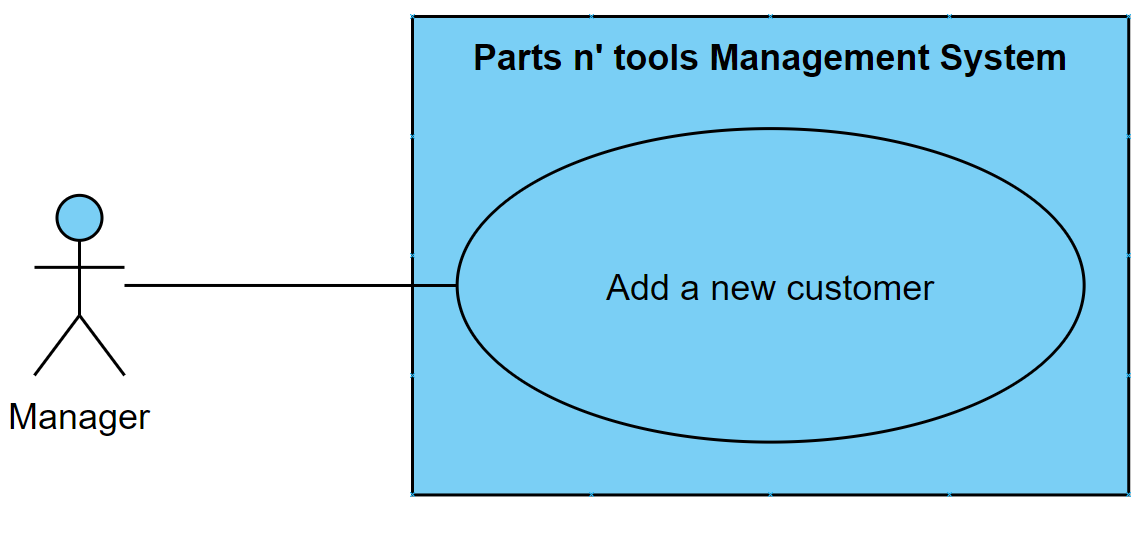 Parts n' tools Management System
Add a new customer
Manager